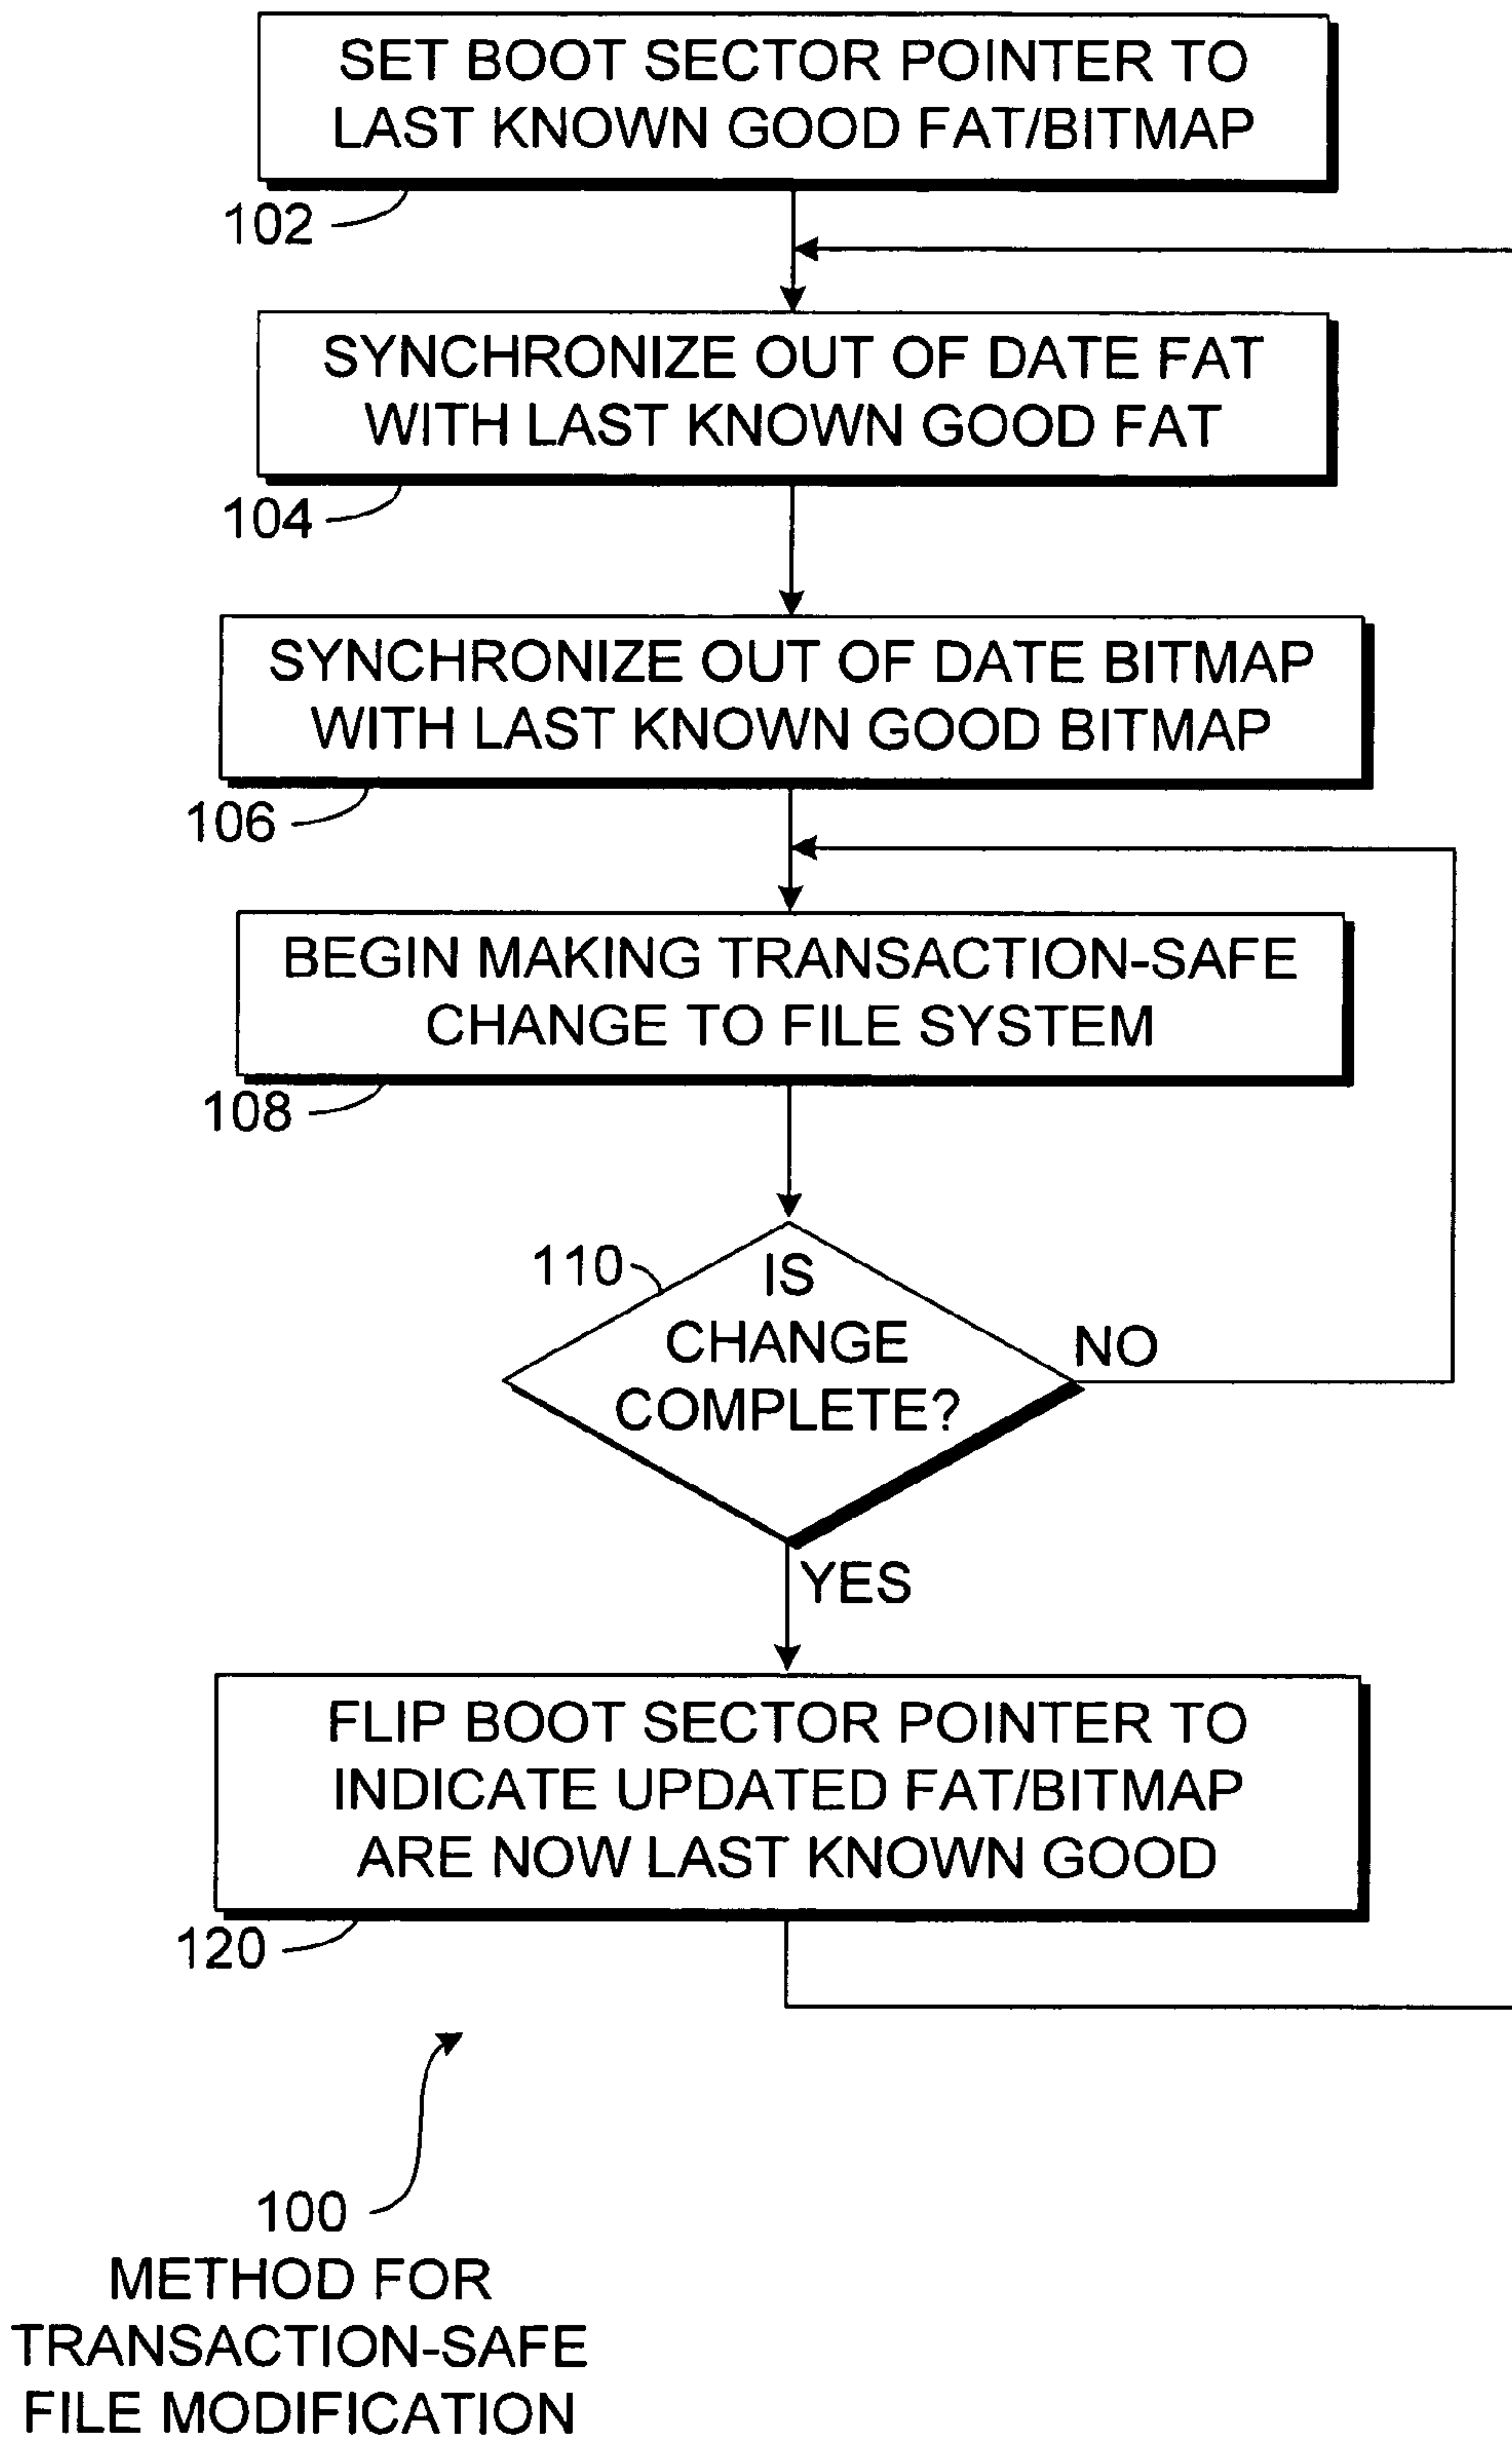 SET BOOT SECTOR POINTER TO
LAST KNOWN GOOD FAT/BITMAP
102
SYNCHRONIZE OUT OF DATE FAT
WITH LAST KNOWN GOOD FAT
104
SYNCHRONIZE OUT OF DATE BITMAP
WITH LAST KNOWN GOOD BITMAP
106
BEGIN MAKING TRANSACTION-SAFE
CHANGE TO FILE SYSTEM
108
110
IS
CHANGE
COMPLETE?
NO
YES
FLIP BOOT SECTOR POINTER TO
INDICATE UPDATED FAT/BITMAP
ARE NOW LAST KNOWN GOOD
120
100
METHOD FOR
TRANSACTION-SAFE
FILE MODIFICATION